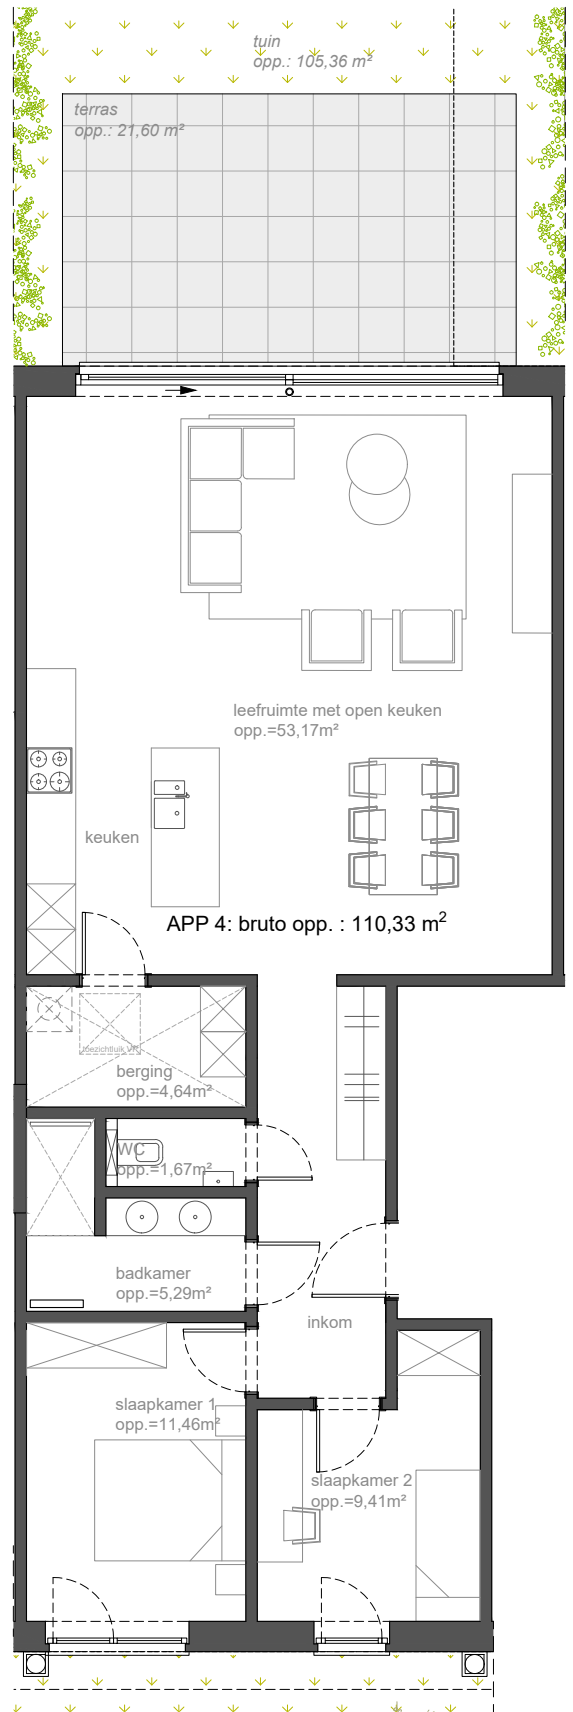 tuin
opp.: 105,36 m²
terras
opp.: 21,60 m²
leefruimte met open keuken
opp.=53,17m²
keuken
APP 4: bruto opp. : 110,33 m²
toezichtluik VR
berging
opp.=4,64m²
WC
opp.=1,67m²
badkamer
opp.=5,29m²
inkom
slaapkamer 1
opp.=11,46m²
slaapkamer 2
opp.=9,41m²